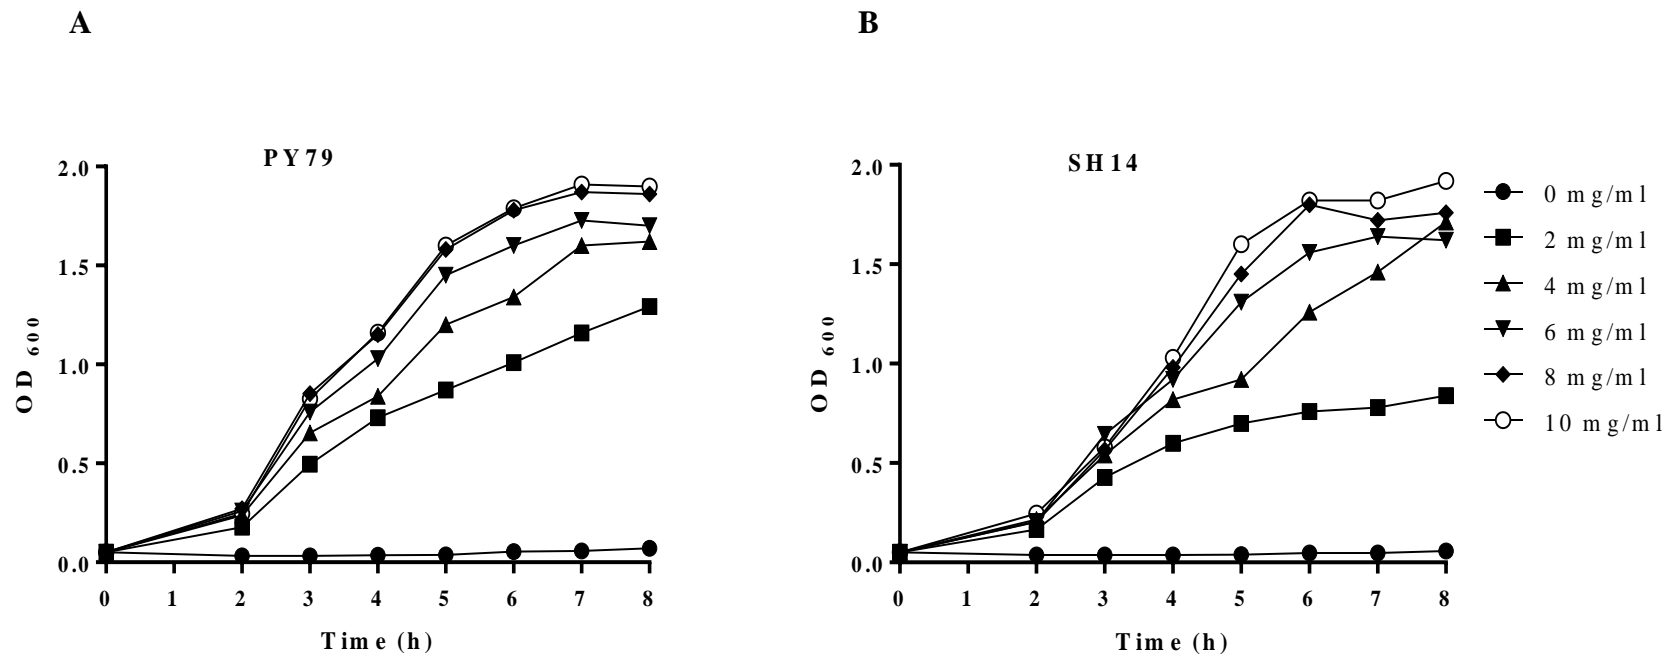 A
B
PY79
SH14
2.0
1.5
1.0
0.5
0.0
OD 600
0 1 2 3 4 5 6 7 8
Time (h)
2.0
1.5
1.0
0.5
0.0
OD 600
0 1 2 3 4 5 6 7 8
Time (h)
0 mg/ml
2 mg/ml
4 mg/ml
6 mg/ml
8 mg/ml
10 mg/ml